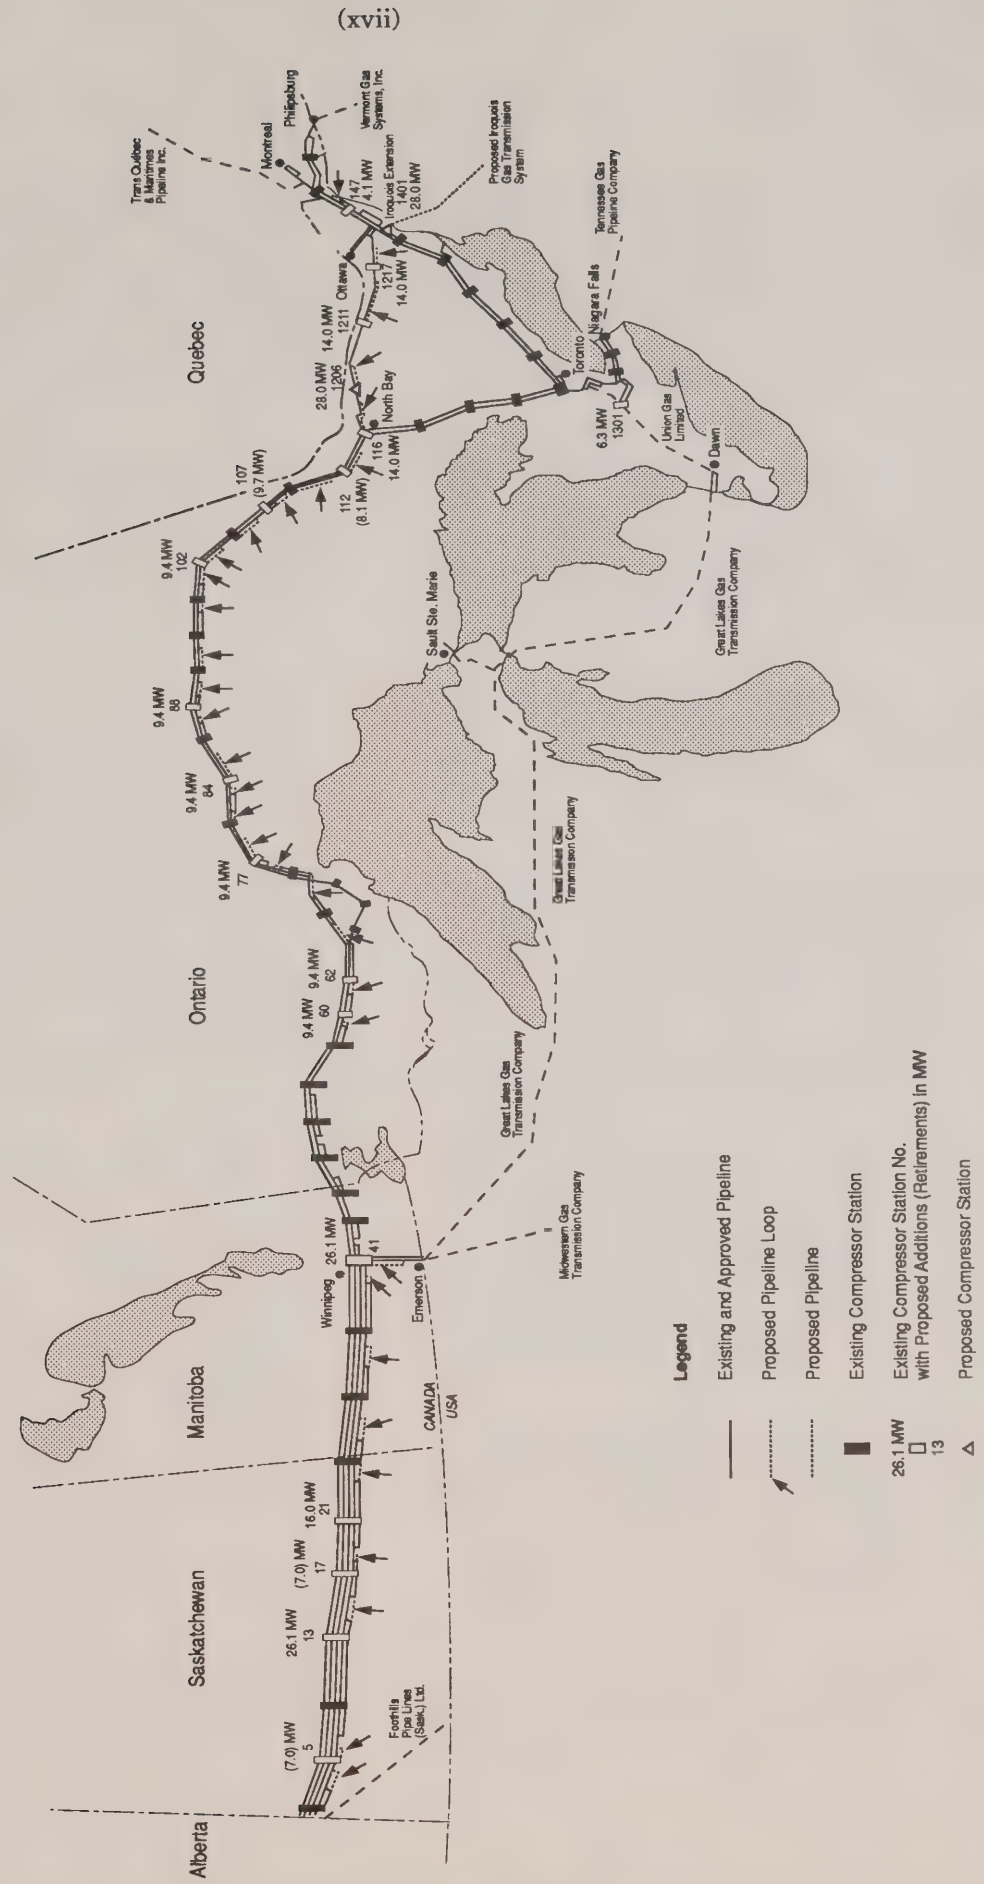 (xvii)
Alberta
Saskatchewan
Manitoba
Ontario
Quebec
(7.0) MW
5
Foothills
Pipe Lines
(Sask.) Ltd.
26.1 MW
13
(7.0) MW
17
16.0 MW
21
CANADA
USA
Winnipeg
26.1 MW
41
Emerson
Midwestern Gas
Transmission Company
Great Lakes Gas
Transmission Company
9.4 MW
60
9.4 MW
62
9.4 MW
77
Great Lakes Gas
Transmission Company
9.4 MW
84
9.4 MW
88
Sault Ste. Marie
Great Lakes Gas
Transmission Company
9.4 MW
102
107
(9.7 MW)
112
(8.1 MW)
116
14.0 MW
North Bay
28.0 MW
1206
14.0 MW
1211
1217
14.0 MW
Ottawa
Dawn
Union Gas
Limited
6.3 MW
1301
Toronto
Niagara Falls
Tennessee Gas
Pipeline Company
Proposed Iroquois
Gas Transmission
System
Iroquois Extension
1401
28.0 MW
147
4.1 MW
Trans Québec
& Maritimes
Pipeline Inc.
Montreal
Philipsburg
Vermont Gas
Systems, Inc.
Legend
Existing and Approved Pipeline
Proposed Pipeline Loop
Proposed Pipeline
Existing Compressor Station
26.1 MW
13
Existing Compressor Station No.
with Proposed Additions (Retirements) in MW
Proposed Compressor Station